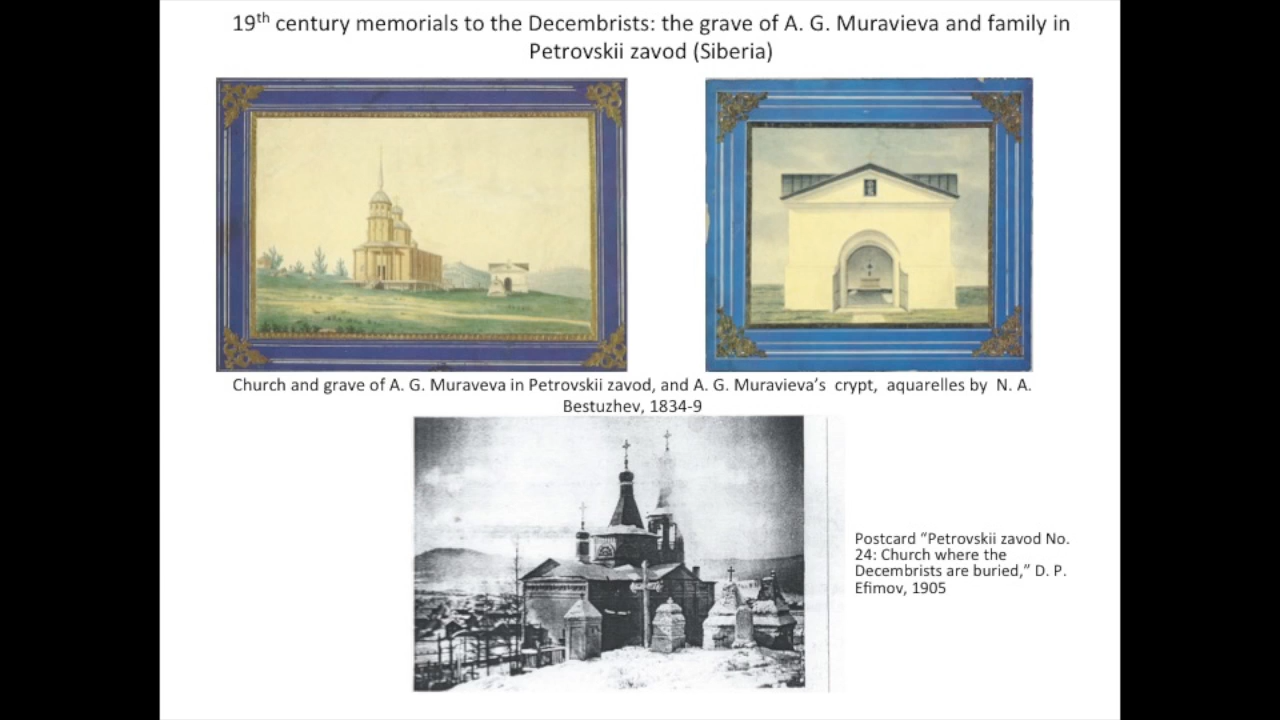 19th century memorials to the Decembrists: the grave of A. G. Muravieva and family in
Petrovskii zavod (Siberia)
Church and grave of A. G. Muraveva in Petrovskii zavod, and A. G. Muravieva's crypt, aquarelles by N. A.
Bestuzhev, 1834-9
Postcard "Petrovskii zavod No.
24: Church where the
Decembrists are buried," D. P.
Efimov, 1905